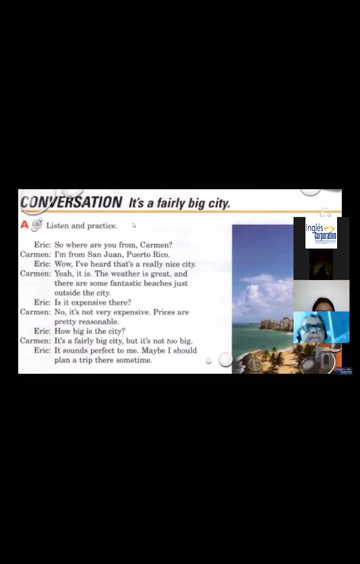 CONVERSATION It's a fairly big city.
A Listen and practice.
Eric: So where are you from, Carmen?
Carmen: I'm from San Juan, Puerto Rico.
Eric: Wow, I've heard that's a really nice city.
Carmen: Yeah, it is. The weather is great, and
there are some fantastic beaches just
outside the city.
Eric: Is it expensive there?
Carmen: No, it's not very expensive. Prices are
pretty reasonable.
Eric: How big is the city?
Carmen: It's a fairly big city, but it's not too big.
Eric: It sounds perfect to me. Maybe I should
plan a trip there sometime.
Inglés
Corporativo